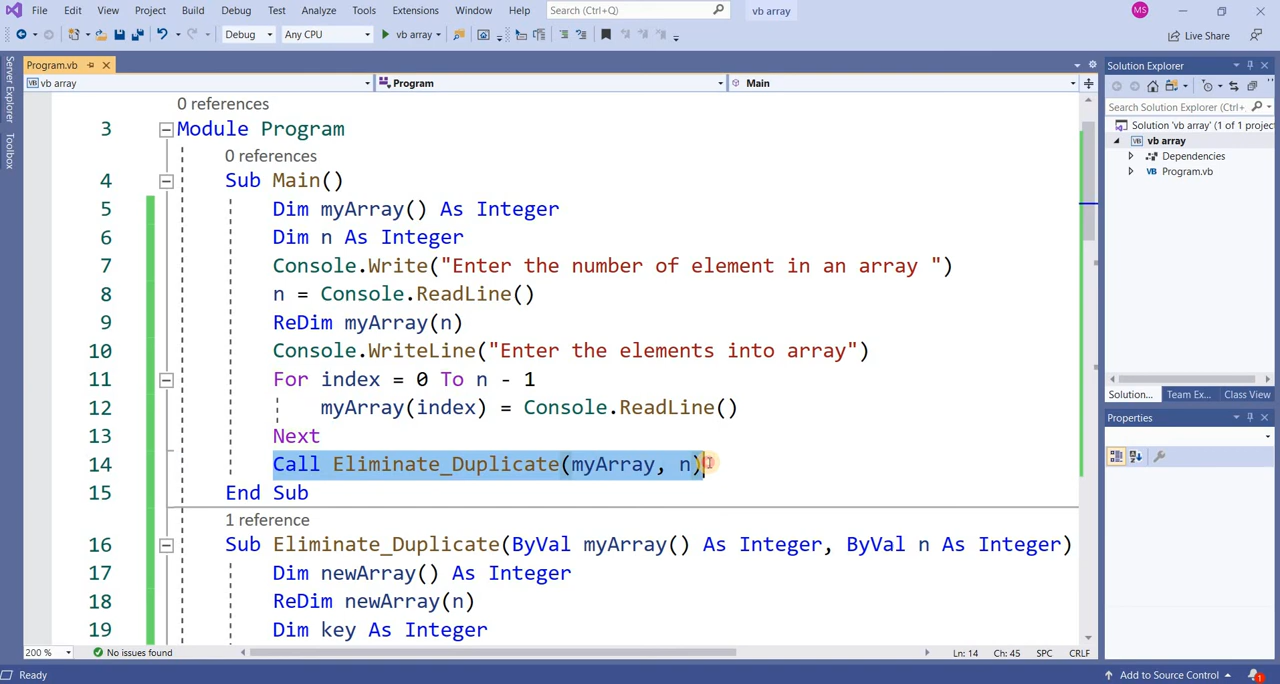 File Edit View Project Build Debug Test Analyze Tools Extensions Window Help Search (Ctrl+Q) vb array MS
Debug Any CPU vb array Live Share
Server Explorer
Toolbox
Program.vb
vb array Program Main
0 references
3 Module Program
0 references
4 Sub Main()
5 Dim myArray() As Integer
6 Dim n As Integer
7 Console.Write("Enter the number of element in an array ")
8 n = Console.ReadLine()
9 ReDim myArray(n)
10 Console.WriteLine("Enter the elements into array")
11 For index = 0 To n - 1
12 myArray(index) = Console.ReadLine()
13 Next
14 Call Eliminate_Duplicate(myArray, n)
15 End Sub
1 reference
16 Sub Eliminate_Duplicate(ByVal myArray() As Integer, ByVal n As Integer)
17 Dim newArray() As Integer
18 ReDim newArray(n)
19 Dim key As Integer
200 % No issues found Ln: 14 Ch: 45 SPC CRLF
Solution Explorer
Search Solution Explorer (Ctrl+
Solution 'vb array' (1 of 1 project
vb array
Dependencies
VB Program.vb
Solution... Team Ex... Class View
Properties
Ready Add to Source Control 1